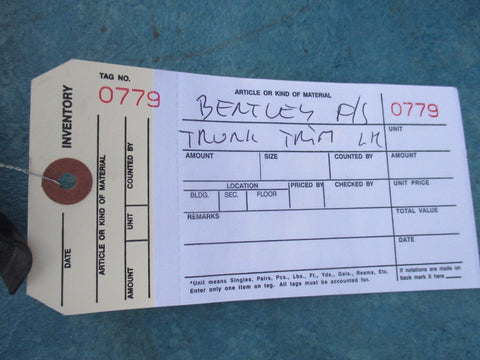 TAG NO.
0779
INVENTORY
DATE
ARTICLE OR KIND OF MATERIAL
AMOUNT
UNIT
COUNTED BY
ARTICLE OR KIND OF MATERIAL
BENTLEY P/S
0779
TRUNK TRIM LH
UNIT
AMOUNT
SIZE
COUNTED BY
AMOUNT
LOCATION
PRICED BY
CHECKED BY
UNIT PRICE
BLDG.
SEC.
FLOOR
REMARKS
TOTAL VALUE
DATE
*Unit means Singles, Pairs, Pcs., Lbs., Pt., Yds., Gals., Reams, Etc.
Enter only one item on tag. All tags must be accounted for.
If notations are made on
back mark X here